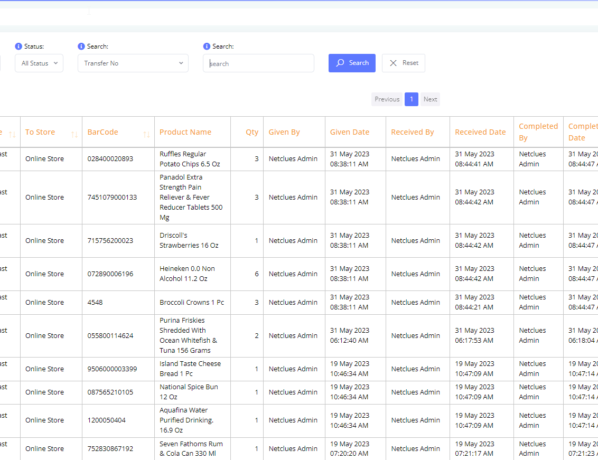 Status: Search: Search:
All Status Transfer No search Search Reset
Previous 1 Next
To Store BarCode Product Name Qty Given By Given Date Received By Received Date Completed By
Online Store 028400020893 Ruffles Regular Potato Chips 6.5 Oz 3 Netclues Admin 31 May 2023 08:38:11 AM Netclues Admin 31 May 2023 08:44:41 AM Netclues Admin 31 May 08:44:47
Online Store 7451079000133 Panadol Extra Strength Pain Reliever & Fever Reducer Tablets 500 Mg 3 Netclues Admin 31 May 2023 08:38:11 AM Netclues Admin 31 May 2023 08:44:42 AM Netclues Admin 31 May 08:44:47
Online Store 715756200023 Driscoll's Strawberries 16 Oz 1 Netclues Admin 31 May 2023 08:38:11 AM Netclues Admin 31 May 2023 08:44:42 AM Netclues Admin 31 May 08:44:47
Online Store 072890006196 Heineken 0.0 Non Alcohol 11.2 Oz 6 Netclues Admin 31 May 2023 08:38:11 AM Netclues Admin 31 May 2023 08:44:42 AM Netclues Admin 31 May 08:44:47
Online Store 4548 Broccoli Crowns 1 Pc 3 Netclues Admin 31 May 2023 08:38:11 AM Netclues Admin 31 May 2023 08:44:21 AM Netclues Admin 31 May 08:44:47
Online Store 055800114624 Purina Friskies Shredded With Ocean Whitefish & Tuna 156 Grams 2 Netclues Admin 31 May 2023 06:12:40 AM Netclues Admin 31 May 2023 06:17:53 AM Netclues Admin 31 May 06:18:04
Online Store 9506000003399 Island Taste Cheese Bread 1 Pc 1 Netclues Admin 19 May 2023 10:46:34 AM Netclues Admin 19 May 2023 10:47:09 AM Netclues Admin 19 May 10:47:14
Online Store 087565210105 National Spice Bun 12 Oz 1 Netclues Admin 19 May 2023 10:46:34 AM Netclues Admin 19 May 2023 10:47:09 AM Netclues Admin 19 May 10:47:14
Online Store 1200050404 Aquafina Water Purified Drinking. 16.9 Oz 1 Netclues Admin 19 May 2023 10:46:34 AM Netclues Admin 19 May 2023 10:47:09 AM Netclues Admin 19 May 10:47:14
Online Store 752830867192 Seven Fathoms Rum & Cola Can 330 Ml 1 Netclues Admin 19 May 2023 07:20:20 AM Netclues Admin 19 May 2023 07:21:17 AM Netclues Admin 19 May 07:21:23